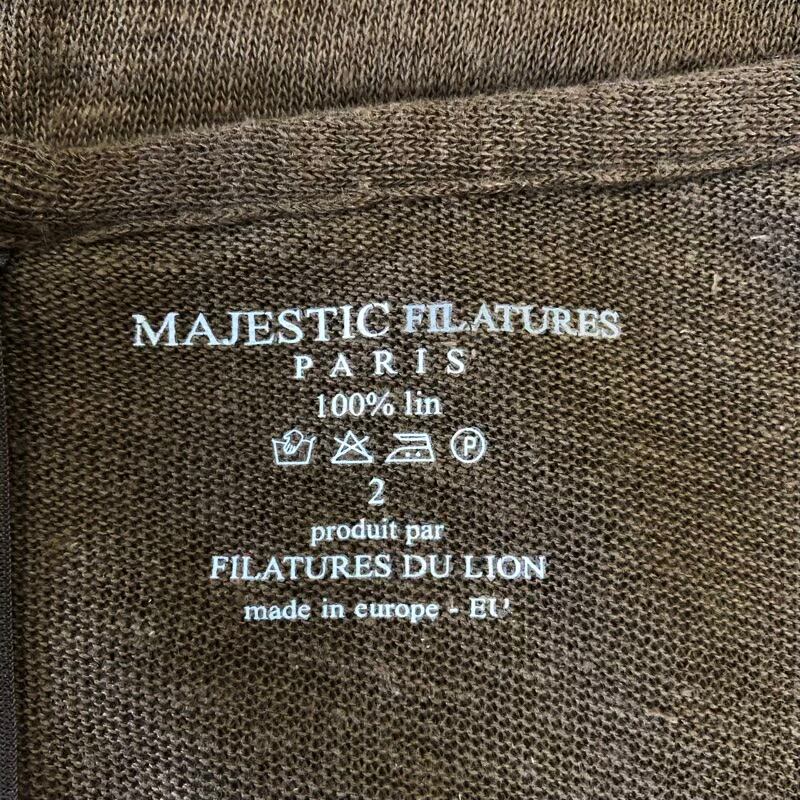 MAJESTIC FILATURES
PARIS
100% lin
P
2
produit par
FILATURES DU LION
made in europe - EU